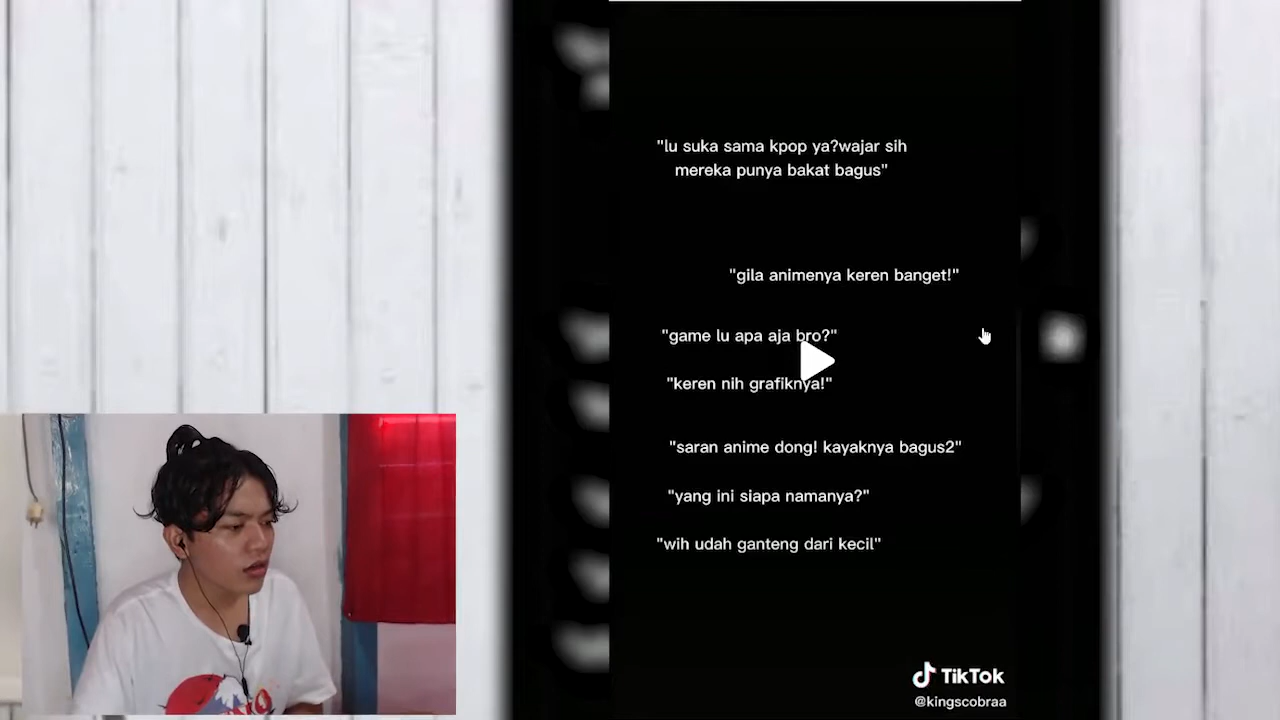 "lu suka sama kpop ya?wajar sih
mereka punya bakat bagus"
"gila animenya keren banget!"
"game lu apa aja bro?"
"keren nih grafiknya!"
"saran anime dong! kayaknya bagus2"
"yang ini siapa namanya?"
"wih udah ganteng dari kecil"
TikTok
@kingscobraa